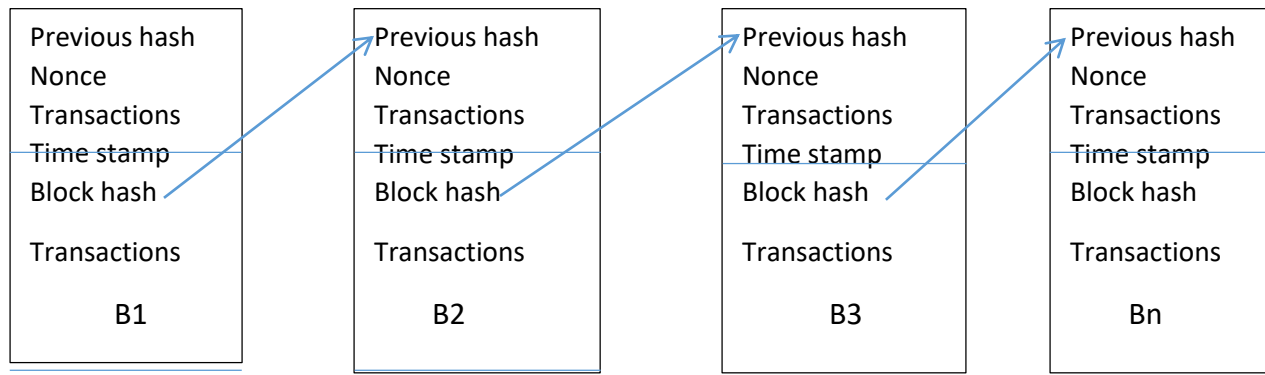 Previous hash
Nonce
Transactions
Time stamp
Block hash
Transactions
B1
Previous hash
Nonce
Transactions
Time stamp
Block hash
Transactions
B2
Previous hash
Nonce
Transactions
Time stamp
Block hash
Transactions
B3
Previous hash
Nonce
Transactions
Time stamp
Block hash
Transactions
Bn